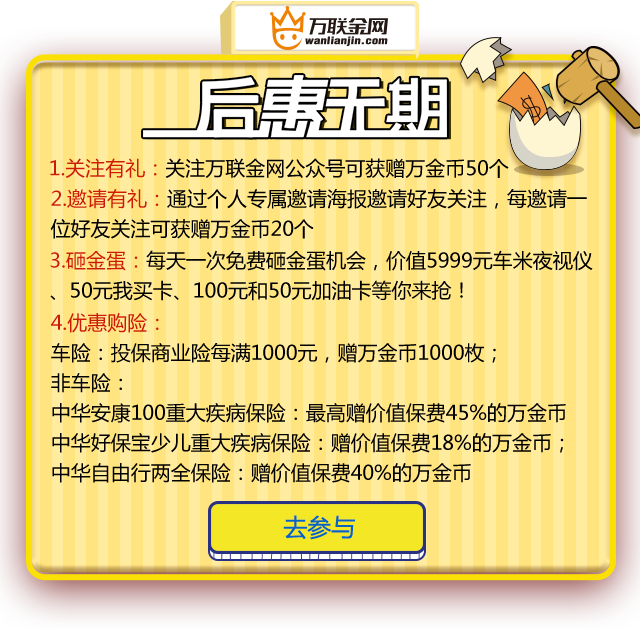 万联金网
wanlianjin.com
后惠无期
1.关注有礼：关注万联金网公众号可获赠万金币50个
2.邀请有礼：通过个人专属邀请海报邀请好友关注，每邀请一
位好友关注可获赠万金币20个
3.砸金蛋：每天一次免费砸金蛋机会，价值5999元车米夜视仪
、50元我买卡、100元和50元加油卡等你来抢！
4.优惠购险：
车险：投保商业险每满1000元，赠万金币1000枚；
非车险：
中华安康100重大疾病保险：最高赠价值保费45%的万金币
中华好保宝少儿重大疾病保险：赠价值保费18%的万金币；
中华自由行两全保险：赠价值保费40%的万金币
去参与